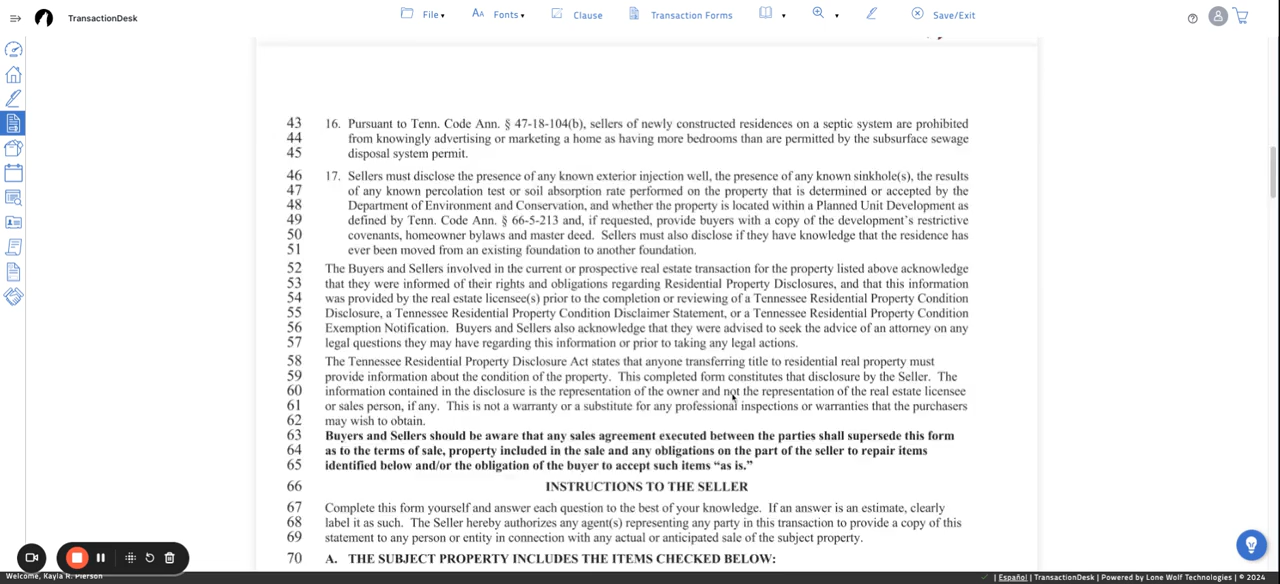 TransactionDesk
File
Fonts
Clause
Transaction Forms
Save/Exit
43 16. Pursuant to Tenn. Code Ann. § 47-18-104(b), sellers of newly constructed residences on a septic system are prohibited
44 from knowingly advertising or marketing a home as having more bedrooms than are permitted by the subsurface sewage
45 disposal system permit.
46 17. Sellers must disclose the presence of any known exterior injection well, the presence of any known sinkhole(s), the results
47 of any known percolation test or soil absorption rate performed on the property that is determined or accepted by the
48 Department of Environment and Conservation, and whether the property is located within a Planned Unit Development as
49 defined by Tenn. Code Ann. § 66-5-213 and, if requested, provide buyers with a copy of the development's restrictive
50 covenants, homeowner bylaws and master deed. Sellers must also disclose if they have knowledge that the residence has
51 ever been moved from an existing foundation to another foundation.
52 The Buyers and Sellers involved in the current or prospective real estate transaction for the property listed above acknowledge
53 that they were informed of their rights and obligations regarding Residential Property Disclosures, and that this information
54 was provided by the real estate licensee(s) prior to the completion or reviewing of a Tennessee Residential Property Condition
55 Disclosure, a Tennessee Residential Property Condition Disclaimer Statement, or a Tennessee Residential Property Condition
56 Exemption Notification. Buyers and Sellers also acknowledge that they were advised to seek the advice of an attorney on any
57 legal questions they may have regarding this information or prior to taking any legal actions.
58 The Tennessee Residential Property Disclosure Act states that anyone transferring title to residential real property must
59 provide information about the condition of the property. This completed form constitutes that disclosure by the Seller. The
60 information contained in the disclosure is the representation of the owner and not the representation of the real estate licensee
61 or sales person, if any. This is not a warranty or a substitute for any professional inspections or warranties that the purchasers
62 may wish to obtain.
63 Buyers and Sellers should be aware that any sales agreement executed between the parties shall supersede this form
64 as to the terms of sale, property included in the sale and any obligations on the part of the seller to repair items
65 identified below and/or the obligation of the buyer to accept such items “as is.”
66 INSTRUCTIONS TO THE SELLER
67 Complete this form yourself and answer each question to the best of your knowledge. If an answer is an estimate, clearly
68 label it as such. The Seller hereby authorizes any agent(s) representing any party in this transaction to provide a copy of this
69 statement to any person or entity in connection with any actual or anticipated sale of the subject property.
70 A. THE SUBJECT PROPERTY INCLUDES THE ITEMS CHECKED BELOW:
Welcome, Kayla R. Pierson
| Español | TransactionDesk | Powered by Lone Wolf Technologies | © 2024